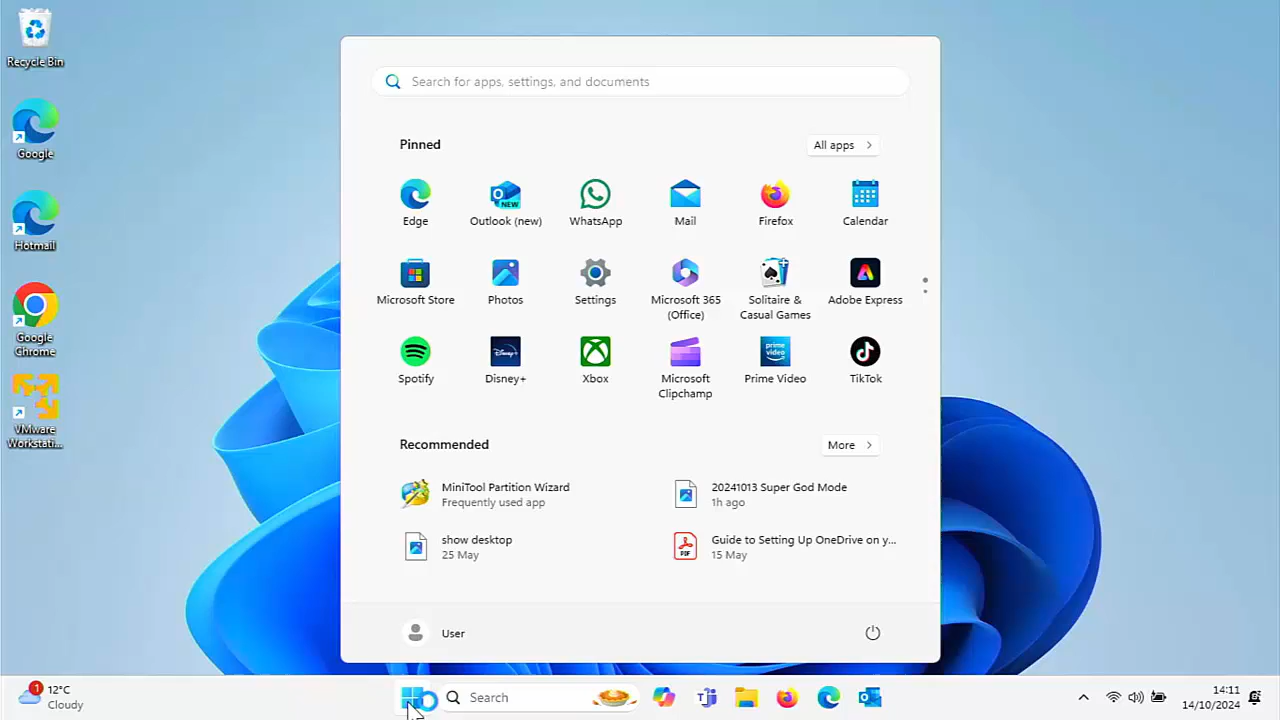 Recycle Bin
Google
Hotmail
Google
Chrome
VMware
Workstati...
Search for apps, settings, and documents
Pinned
All apps
Edge
Outlook (new)
WhatsApp
Mail
Firefox
Calendar
Microsoft Store
Photos
Settings
Microsoft 365
(Office)
Solitaire &
Casual Games
Adobe Express
Spotify
Disney+
Xbox
Microsoft
Clipchamp
Prime Video
TikTok
Recommended
More
MiniTool Partition Wizard
Frequently used app
20241013 Super God Mode
1h ago
show desktop
25 May
Guide to Setting Up OneDrive on y...
15 May
User
1
12°C
Cloudy
Search
14:11
14/10/2024